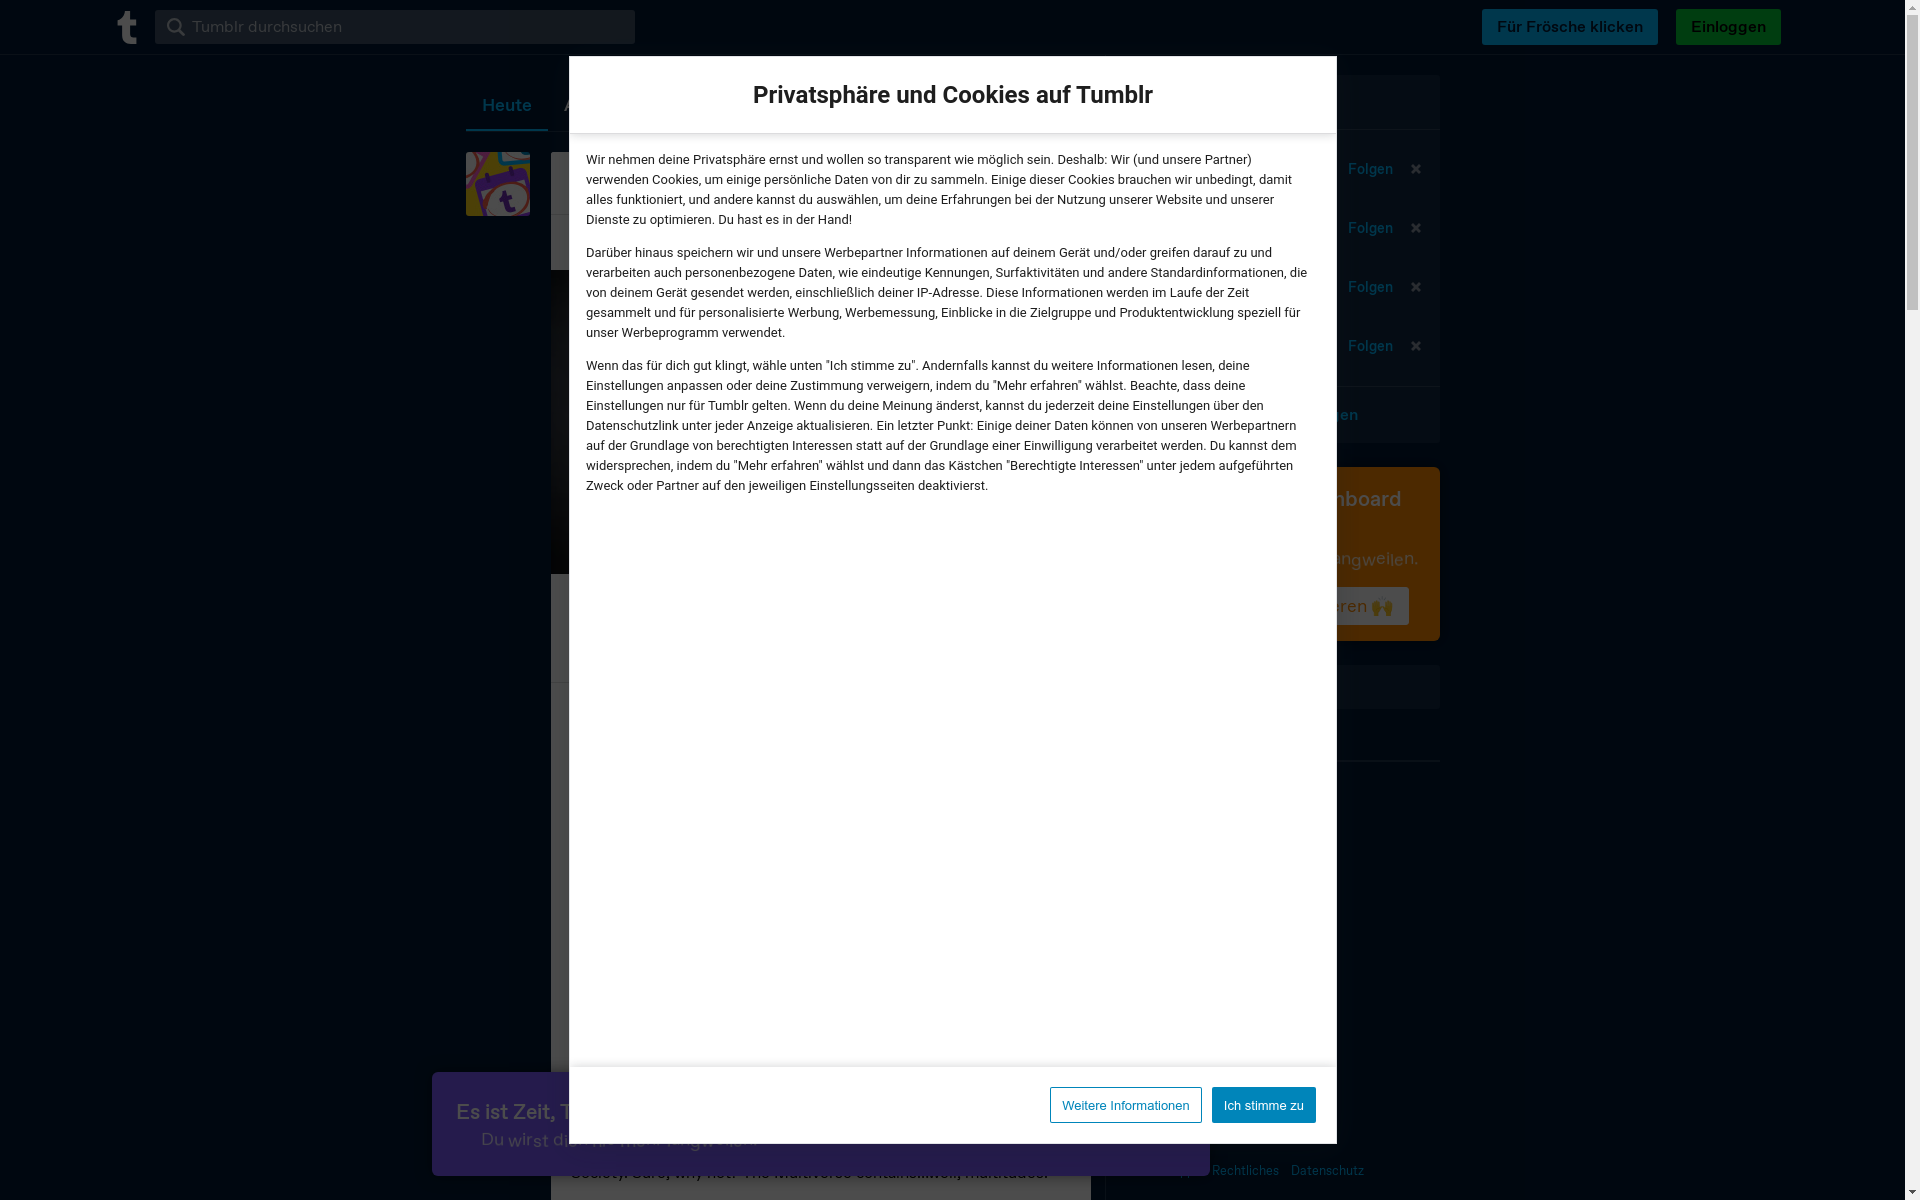 Tumblr durchsuchen
Für Frösche klicken
Einloggen
Heute
Privatsphäre und Cookies auf Tumblr
Wir nehmen deine Privatsphäre ernst und wollen so transparent wie möglich sein. Deshalb: Wir (und unsere Partner)
verwenden Cookies, um einige persönliche Daten von dir zu sammeln. Einige dieser Cookies brauchen wir unbedingt, damit
alles funktioniert, und andere kannst du auswählen, um deine Erfahrungen bei der Nutzung unserer Website und unserer
Dienste zu optimieren. Du hast es in der Hand!
Darüber hinaus speichern wir und unsere Werbepartner Informationen auf deinem Gerät und/oder greifen darauf zu und
verarbeiten auch personenbezogene Daten, wie eindeutige Kennungen, Surfaktivitäten und andere Standardinformationen, die
von deinem Gerät gesendet werden, einschließlich deiner IP-Adresse. Diese Informationen werden im Laufe der Zeit
gesammelt und für personalisierte Werbung, Werbemessung, Einblicke in die Zielgruppe und Produktentwicklung speziell für
unser Werbeprogramm verwendet.
Wenn das für dich gut klingt, wähle unten "Ich stimme zu". Andernfalls kannst du weitere Informationen lesen, deine
Einstellungen anpassen oder deine Zustimmung verweigern, indem du "Mehr erfahren" wählst. Beachte, dass deine
Einstellungen nur für Tumblr gelten. Wenn du deine Meinung änderst, kannst du jederzeit deine Einstellungen über den
Datenschutzlink unter jeder Anzeige aktualisieren. Ein letzter Punkt: Einige deiner Daten können von unseren Werbepartnern
auf der Grundlage von berechtigten Interessen statt auf der Grundlage einer Einwilligung verarbeitet werden. Du kannst dem
widersprechen, indem du "Mehr erfahren" wählst und dann das Kästchen "Berechtigte Interessen" unter jedem aufgeführten
Zweck oder Partner auf den jeweiligen Einstellungsseiten deaktivierst.
Folgen
Folgen
Folgen
Folgen
Weitere Informationen
Ich stimme zu
Es ist Zeit,
Du wirst
Rechtliches
Datenschutz